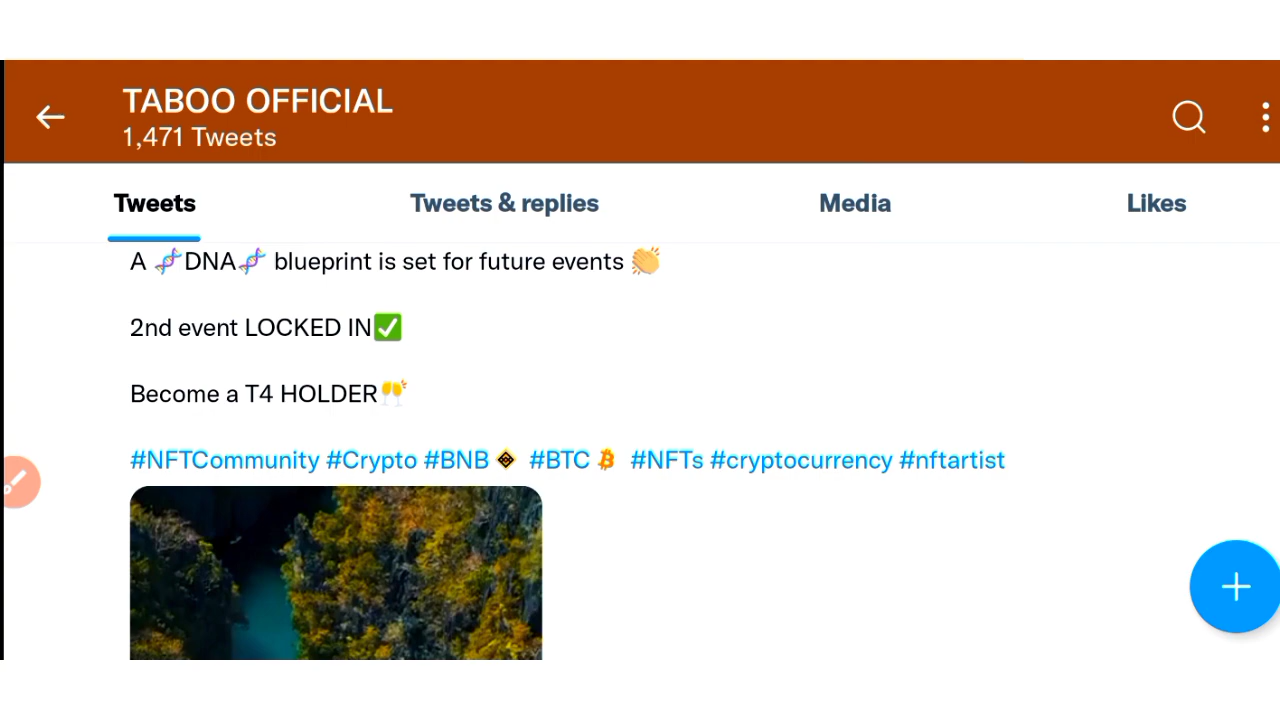 TABOO OFFICIAL
1,471 Tweets
Tweets Tweets & replies Media Likes
A 🧬DNA🧬 blueprint is set for future events 👏
2nd event LOCKED IN✅
Become a T4 HOLDER🥂
#NFTCommunity #Crypto #BNB #BTC #NFTs #cryptocurrency #nftartist